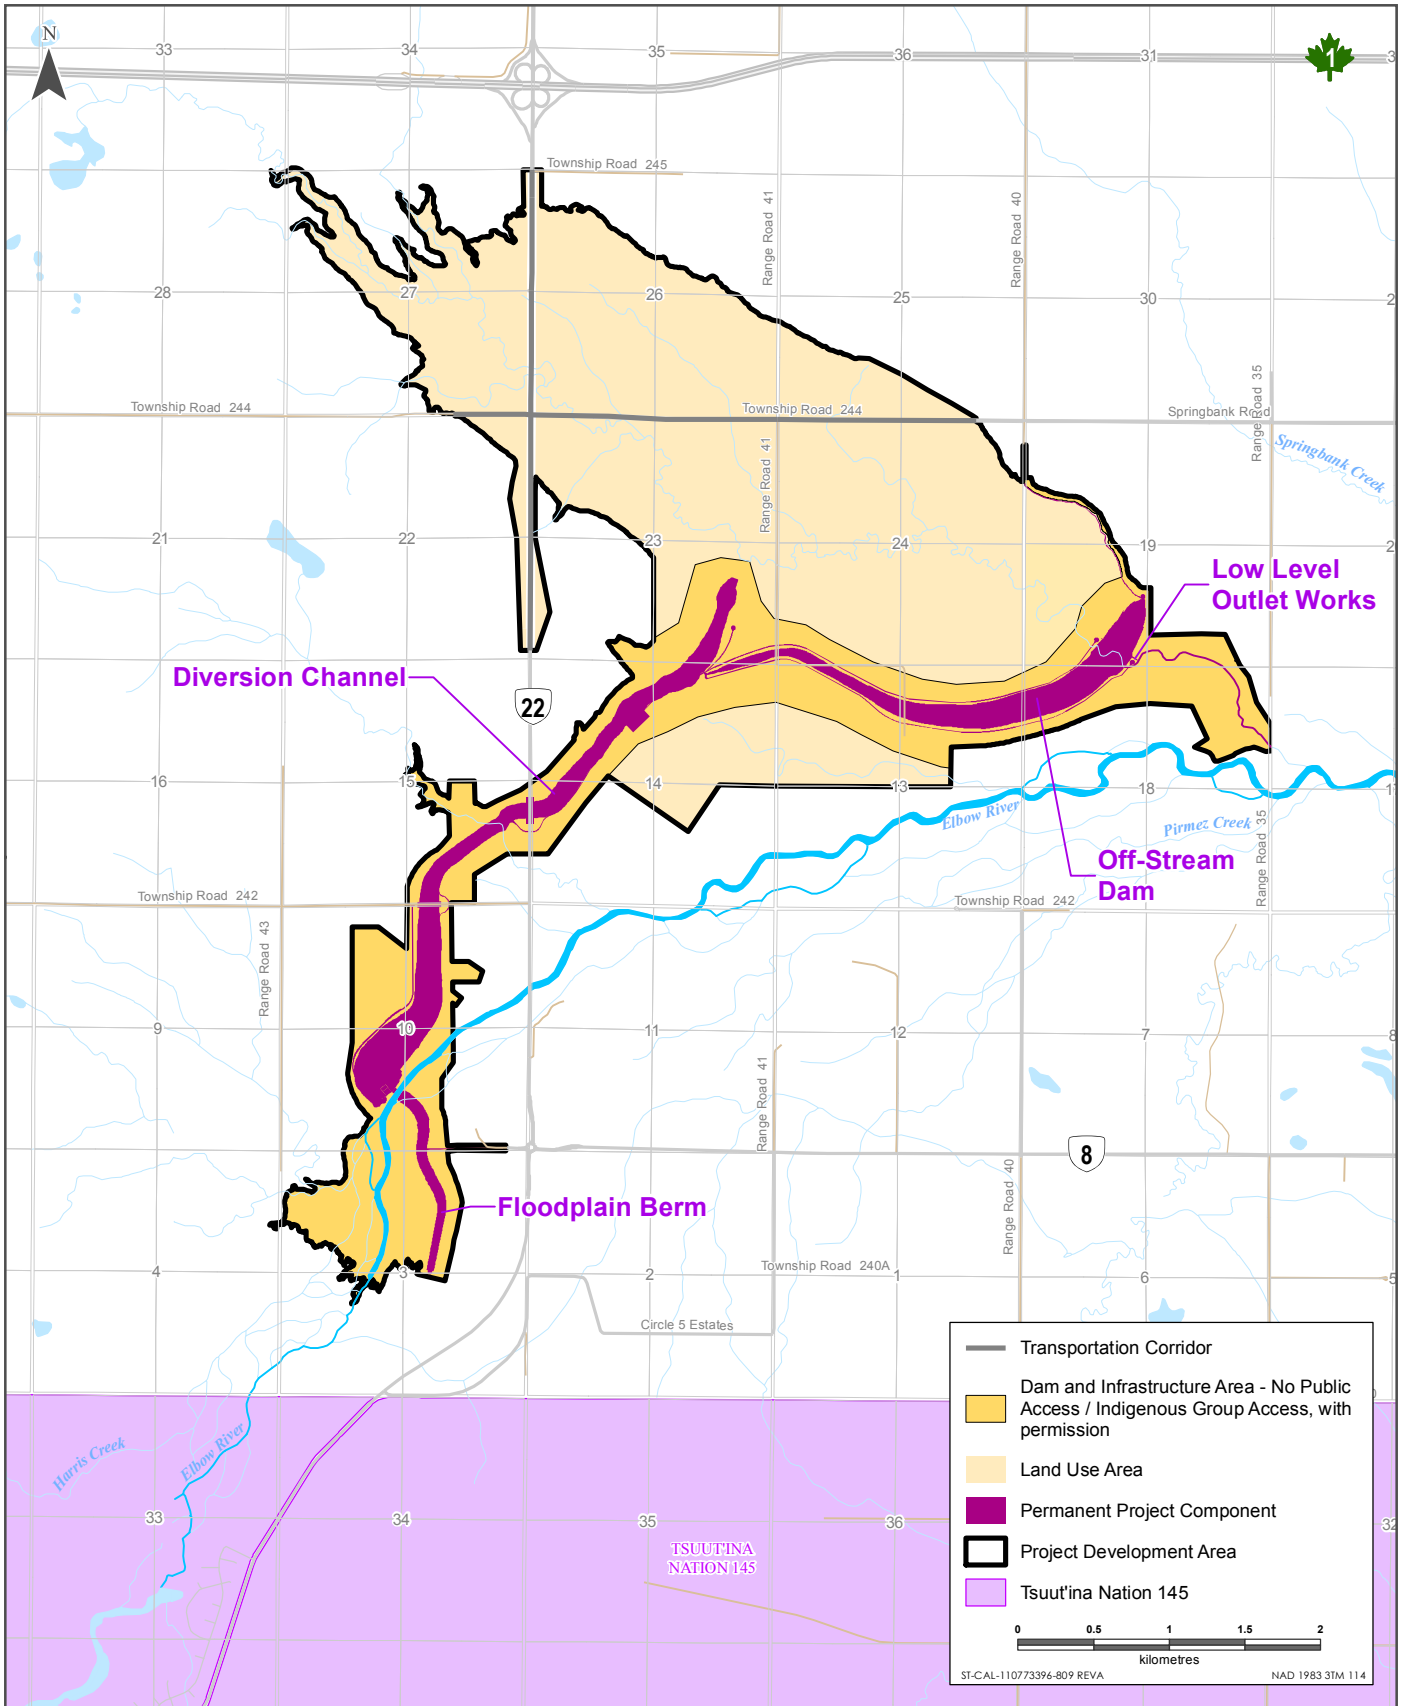 N
33
34
35
36
31
3
1
Township Road 245
Range Road 41
Range Road 40
28
27
26
25
30
2
Township Road 244
Township Road 244
Springbank Road
Range Road 35
Springbank Creek
Range Road 41
21
22
23
24
19
2
Low Level
Outlet Works
Diversion Channel
22
16
15
14
13
18
1
Elbow River
Pirmez Creek
Range Road 35
Off-Stream
Dam
Township Road 242
Township Road 242
Range Road 43
9
10
11
12
7
8
Range Road 41
8
Range Road 40
Floodplain Berm
4
3
2
Township Road 240A
1
6
5
Circle 5 Estates
Harris Creek
Elbow River
33
34
35
36
32
TSUUT'INA
NATION 145
Transportation Corridor
Dam and Infrastructure Area - No Public
Access / Indigenous Group Access, with
permission
Land Use Area
Permanent Project Component
Project Development Area
Tsuut'ina Nation 145
0 0.5 1 1.5 2
kilometres
ST-CAL-110773396-809 REVA
NAD 1983 3TM 114